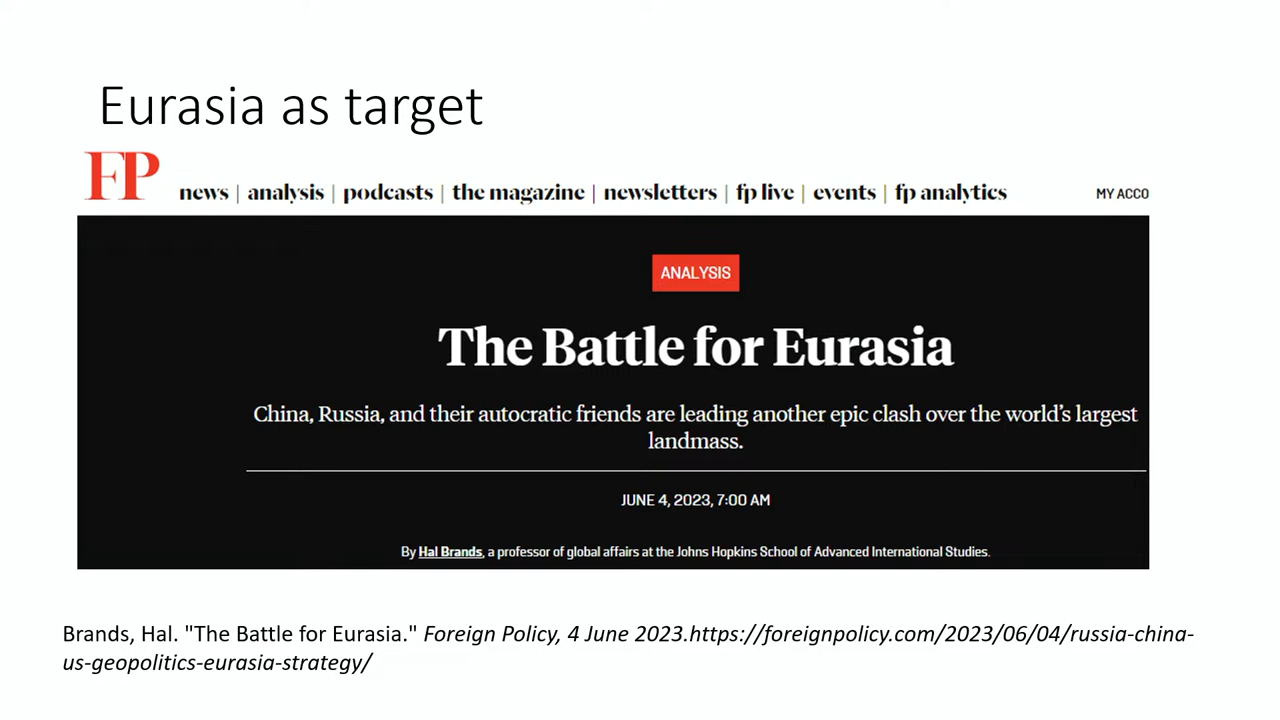 Eurasia as target
FP
news | analysis | podcasts | the magazine | newsletters | fp live | events | fp analytics
MY ACCO
ANALYSIS
The Battle for Eurasia
China, Russia, and their autocratic friends are leading another epic clash over the world’s largest
landmass.
JUNE 4, 2023, 7:00 AM
By Hal Brands, a professor of global affairs at the Johns Hopkins School of Advanced International Studies.
Brands, Hal. "The Battle for Eurasia." Foreign Policy, 4 June 2023.https://foreignpolicy.com/2023/06/04/russia-china-
us-geopolitics-eurasia-strategy/